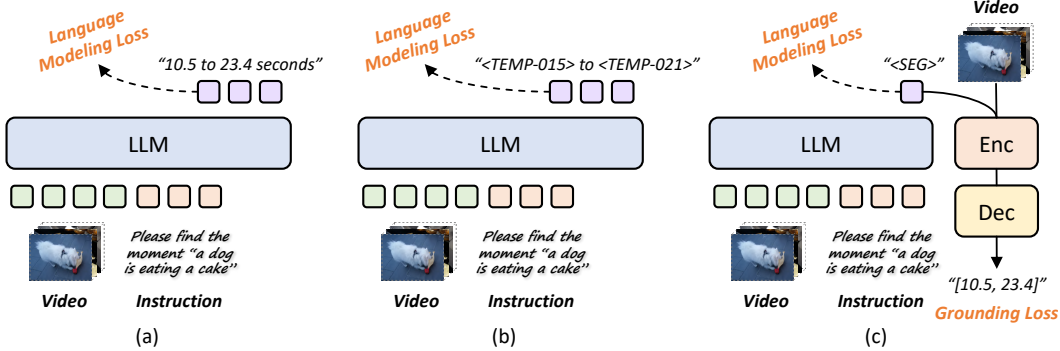 Language
Modeling Loss
“10.5 to 23.4 seconds”
LLM
Please find the
moment “a dog
is eating a cake”
Video
Instruction
(a)
Language
Modeling Loss
“<TEMP-015> to <TEMP-021>”
LLM
Please find the
moment “a dog
is eating a cake”
Video
Instruction
(b)
Language
Modeling Loss
“<SEG>”
Video
LLM
Enc
Dec
Please find the
moment “a dog
is eating a cake”
Video
Instruction
“[10.5, 23.4]”
Grounding Loss
(c)